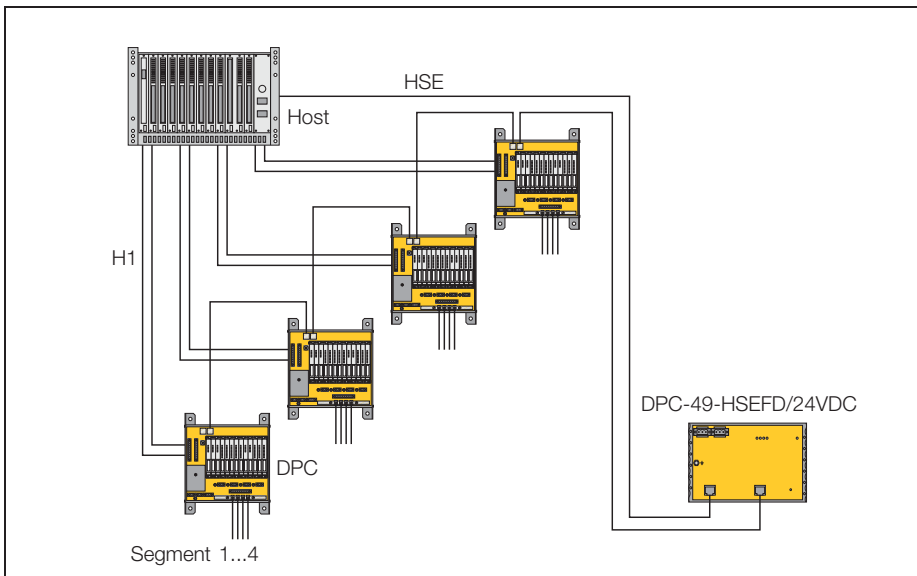 HSE
Host
H1
DPC-49-HSEFD/24VDC
DPC
Segment 1...4